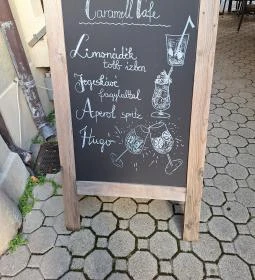 Caramell Cafe
Limonádék
több ízben
Jegeskávé
fagylalttal
Aperol spritz
Hugo